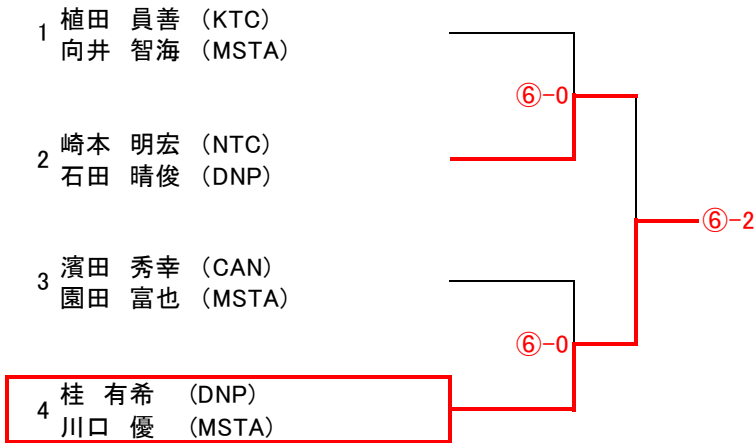 1 植田 員善 (KTC)
向井 智海 (MSTA)
⑥-0
2 崎本 明宏 (NTC)
石田 晴俊 (DNP)
⑥-2
3 濱田 秀幸 (CAN)
園田 富也 (MSTA)
⑥-0
4 桂 有希 (DNP)
川口 優 (MSTA)